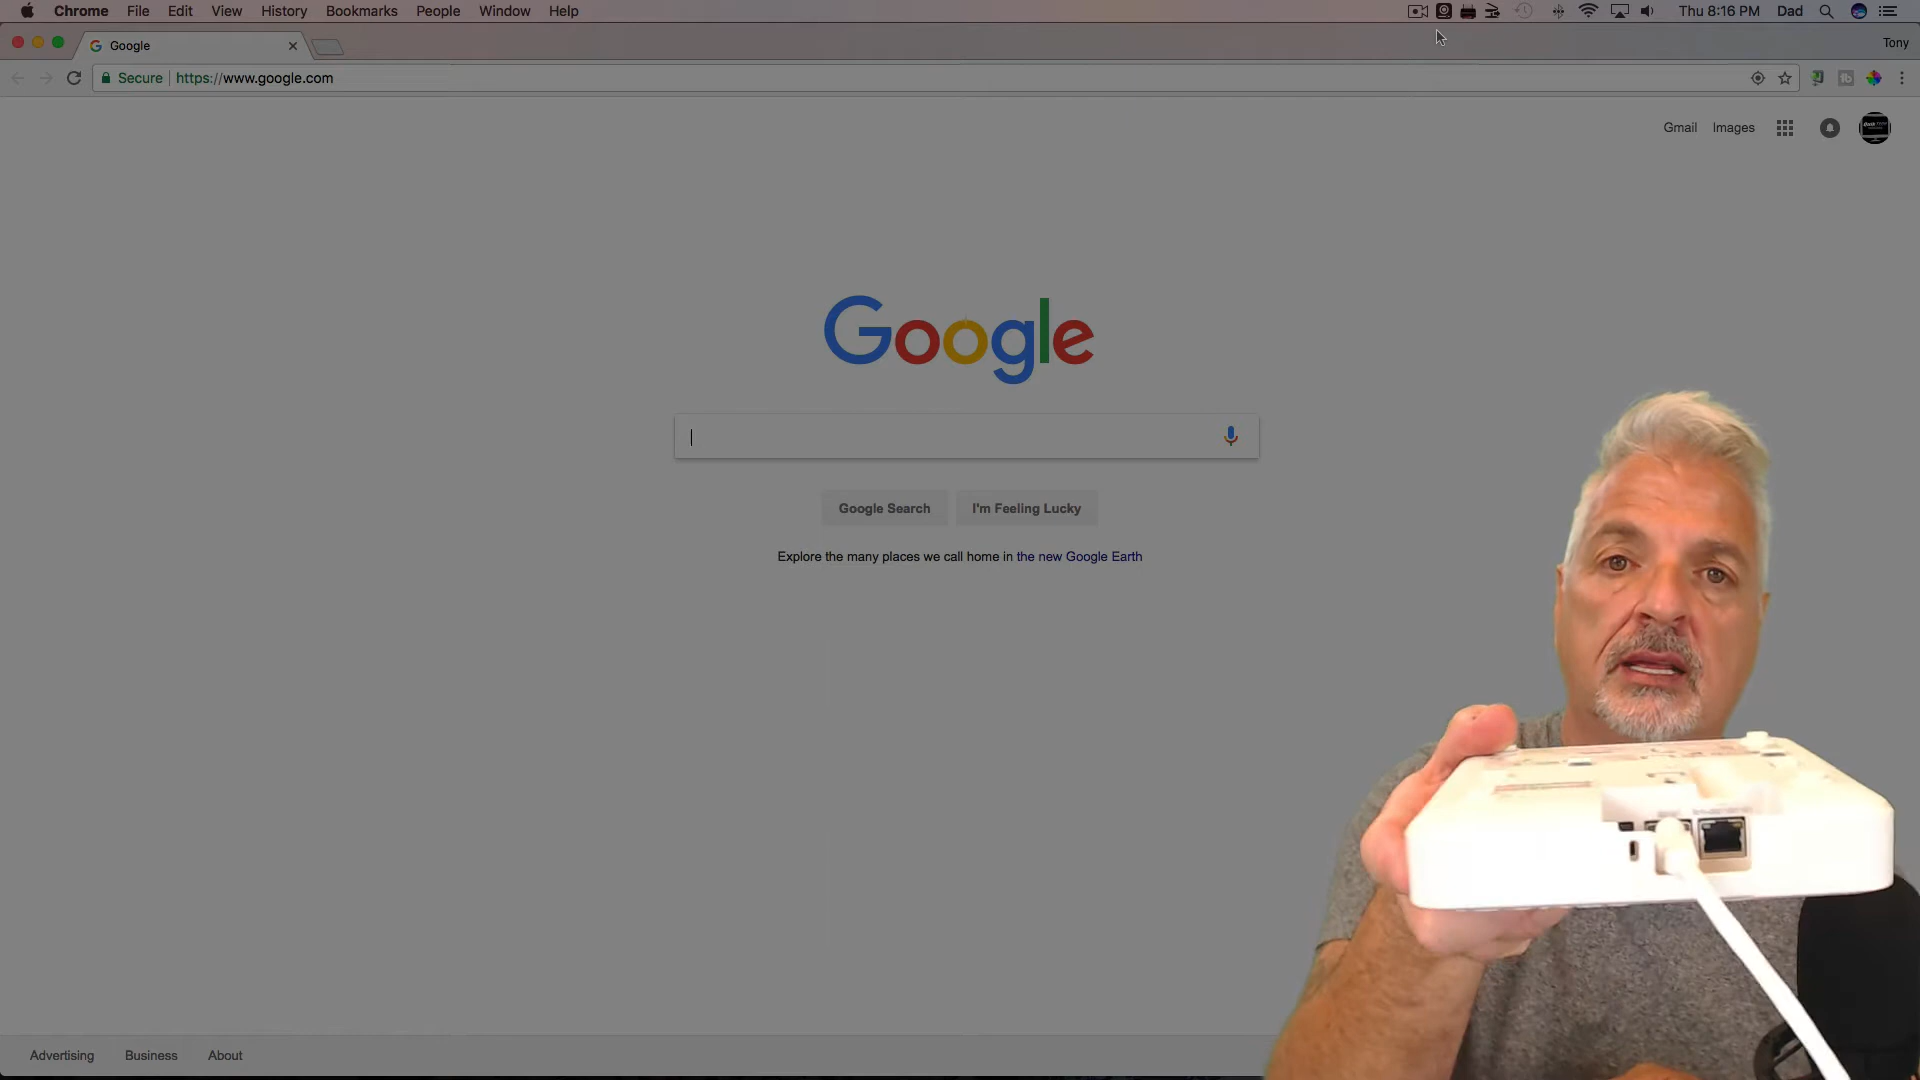 Chrome File Edit View History Bookmarks People Window Help Thu 8:16 PM Dad
Google Tony
Secure https://www.google.com
Gmail Images
Google
Google Search I'm Feeling Lucky
Explore the many places we call home in the new Google Earth
Advertising Business About